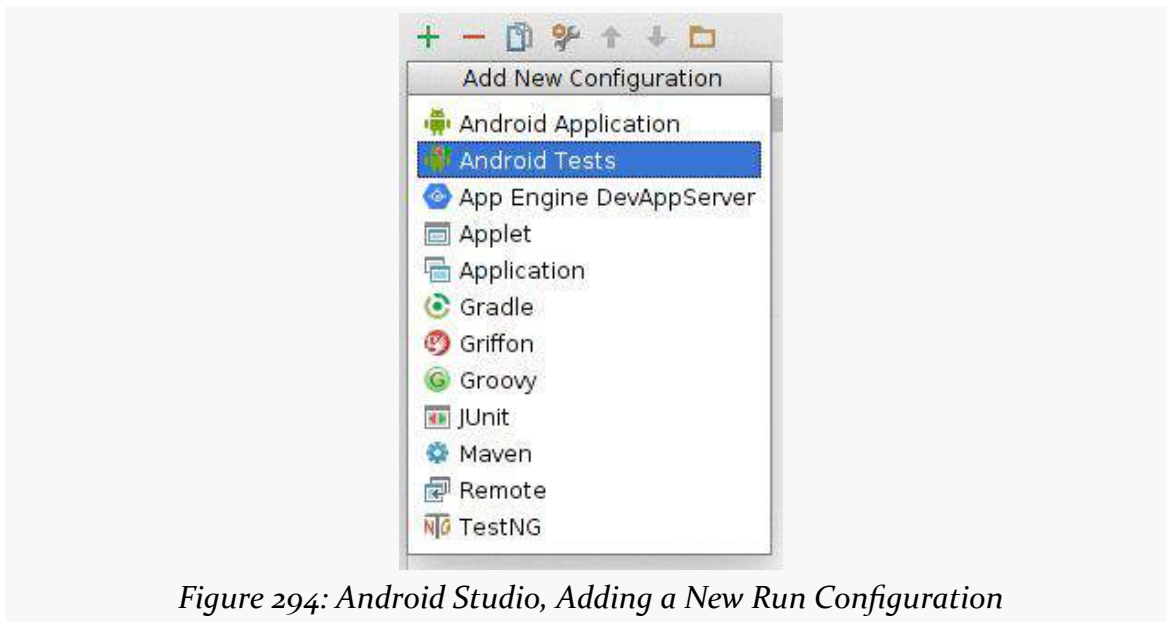 Add New Configuration
Android Application
Android Tests
App Engine DevAppServer
Applet
Application
Gradle
Griffon
G Groovy
JUnit
Maven
Remote
NTG TestNG
Figure 294: Android Studio, Adding a New Run Configuration